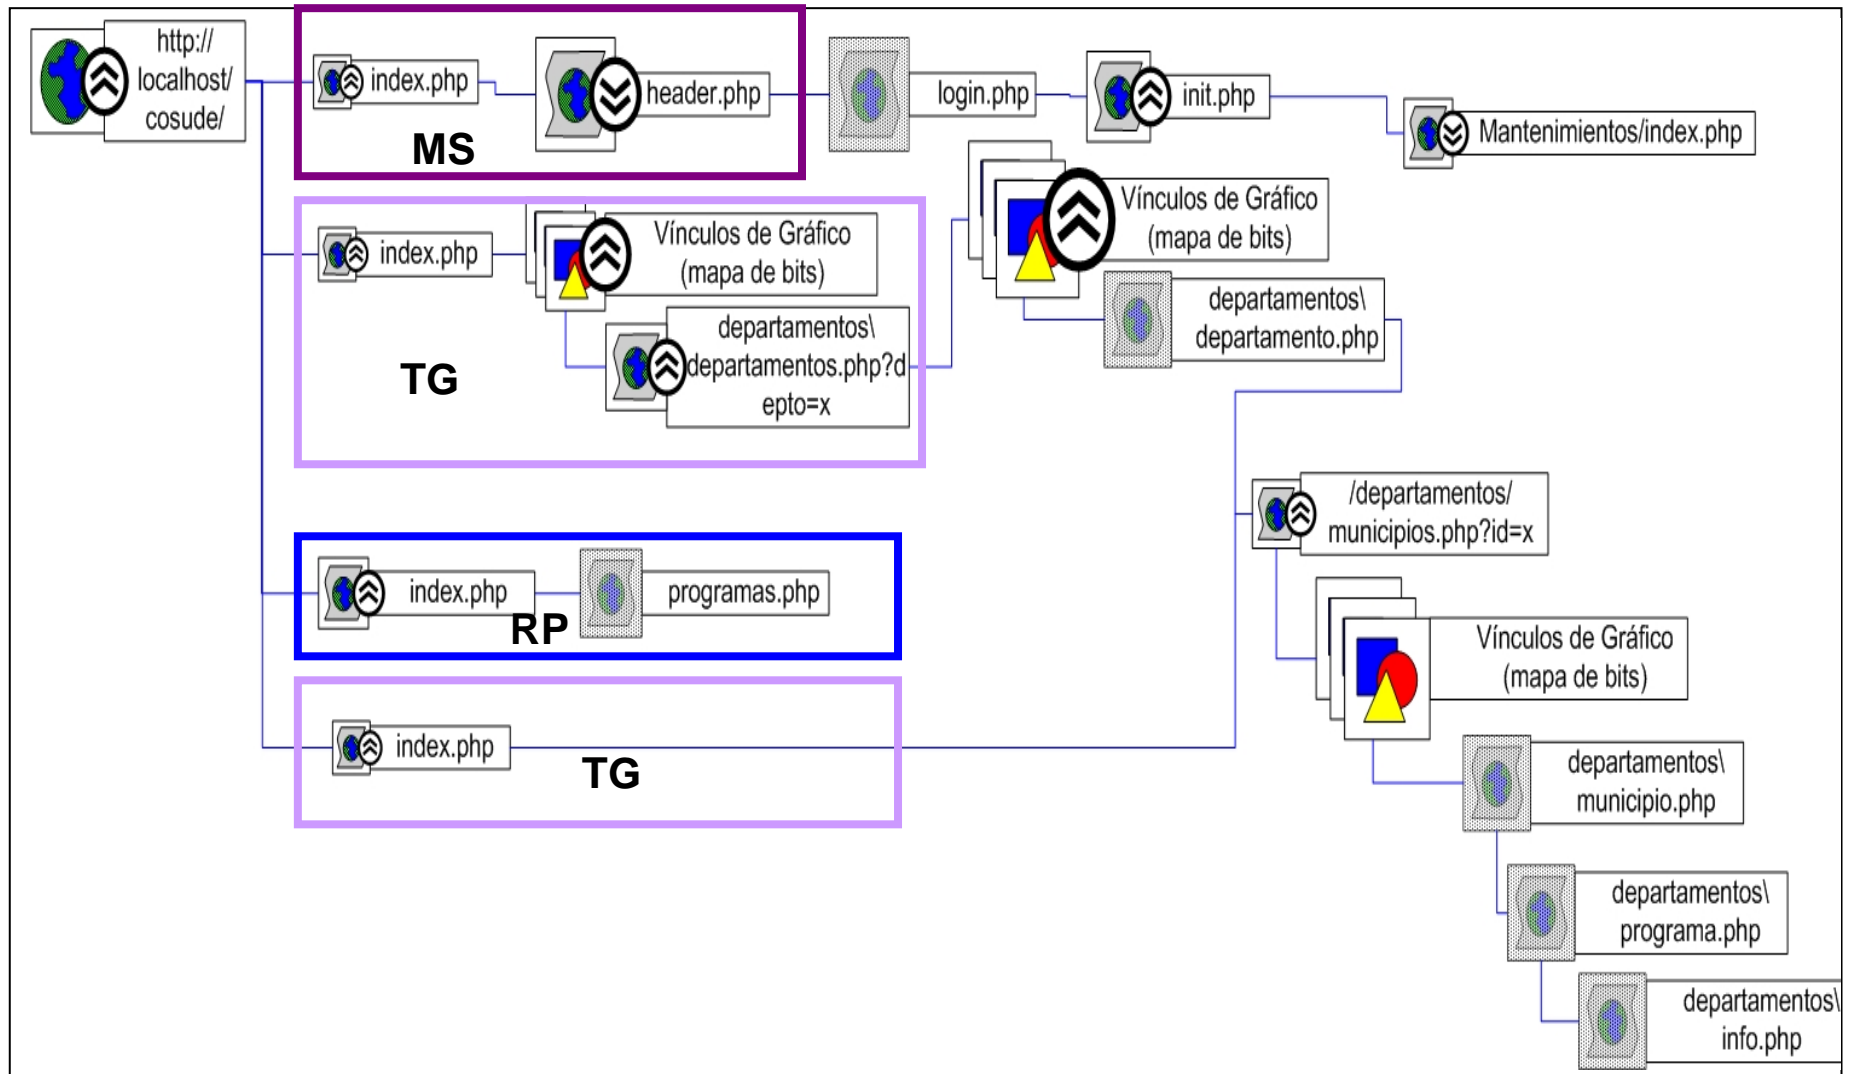 http://
localhost/
cosude/
index.php
header.php
MS
login.php
init.php
Mantenimientos/index.php
index.php
Vínculos de Gráfico
(mapa de bits)
departamentos\
departamentos.php?d
epto=x
TG
Vínculos de Gráfico
(mapa de bits)
departamentos\
departamento.php
/departamentos/
municipios.php?id=x
index.php
programas.php
RP
Vínculos de Gráfico
(mapa de bits)
index.php
TG
departamentos\
municipio.php
departamentos\
programa.php
departamentos\
info.php